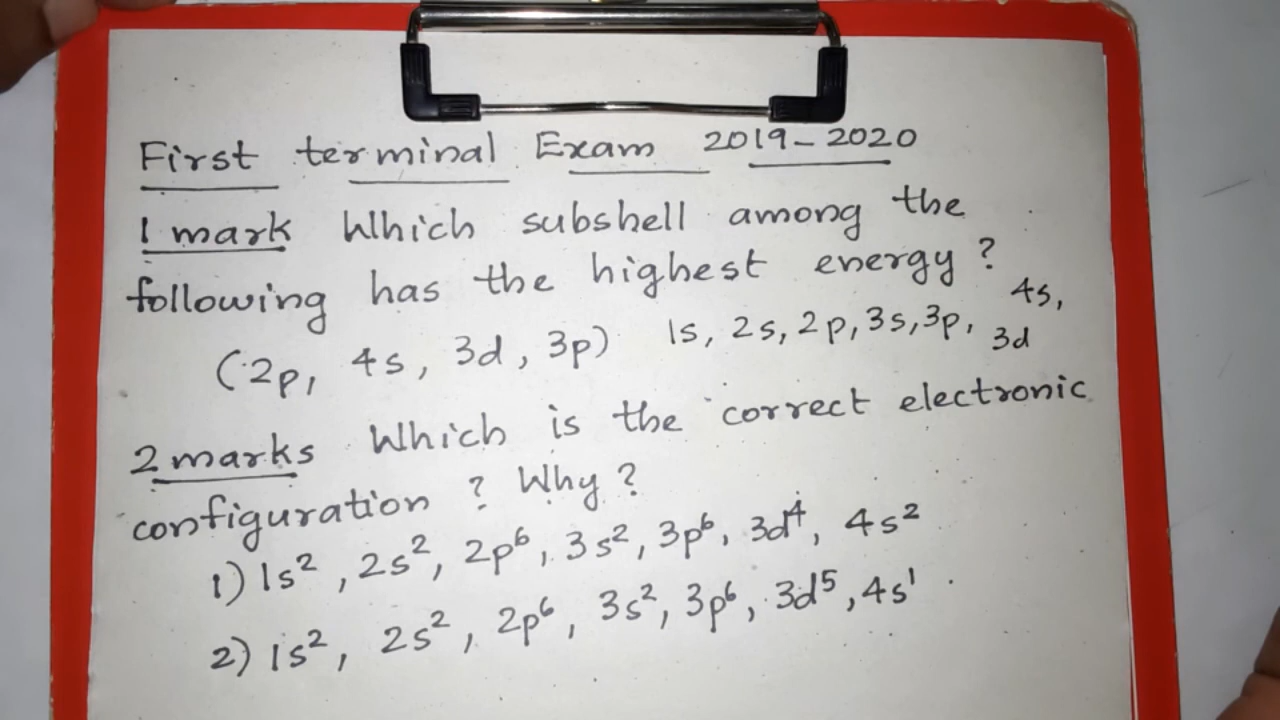 First terminal Exam 2019-2020
1 mark Which subshell among the
following has the highest energy?
(2p, 4s, 3d, 3p) 1s, 2s, 2p, 3s, 3p, 4s,
3d
2 marks Which is the correct electronic
configuration? Why?
1) 1s², 2s², 2p⁶, 3s², 3p⁶, 3d⁴, 4s²
2) 1s², 2s², 2p⁶, 3s², 3p⁶, 3d⁵, 4s¹